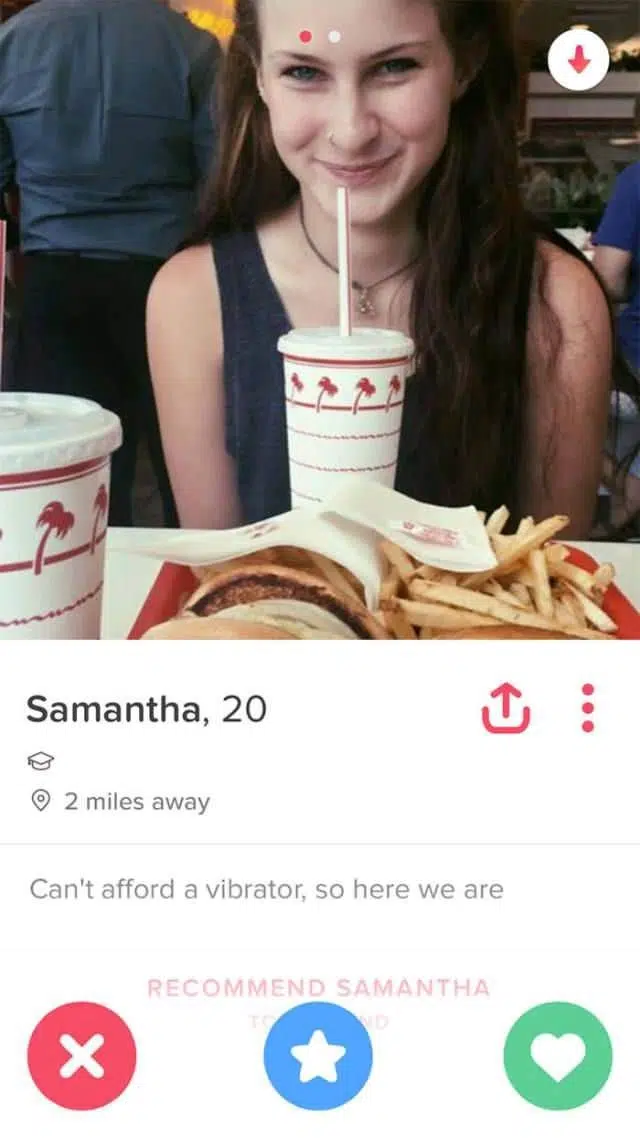 Samantha, 20
2 miles away
Can't afford a vibrator, so here we are
RECOMMEND SAMANTHA